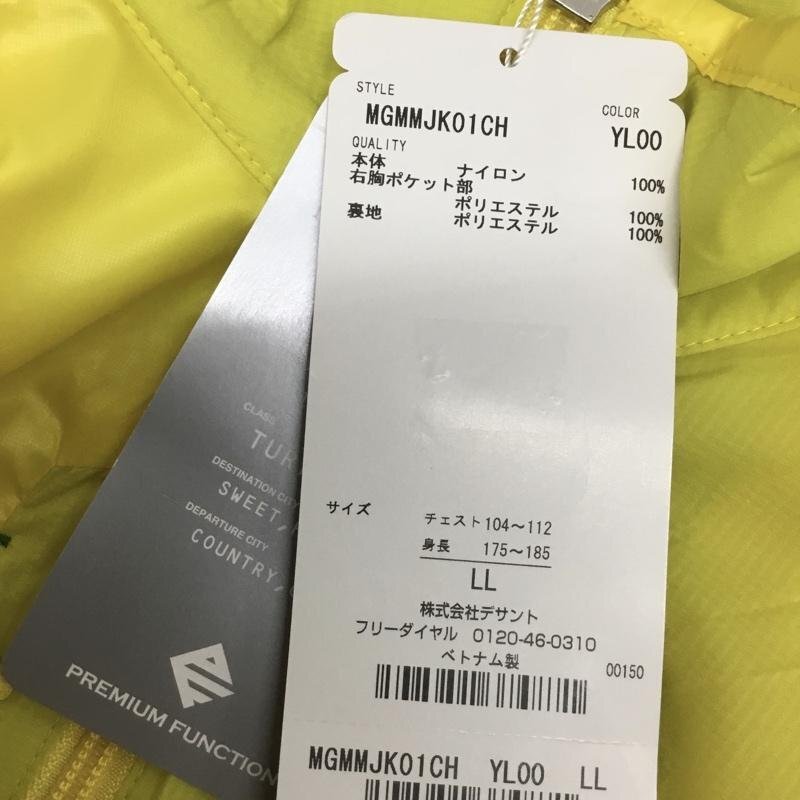 STYLE
MGMMJK01CH
COLOR
YL00
QUALITY
本体 ナイロン 100%
右胸ポケット部
ポリエステル 100%
裏地 ポリエステル 100%
サイズ
チェスト104～112
身長 175～185
LL
株式会社デサント
フリーダイヤル 0120-46-0310
ベトナム製
00150
MGMMJK01CH YL00 LL
CLASS
DESTINATION CITY
SWEET,
DEPARTURE CITY
COUNTRY,
PREMIUM FUNCTION